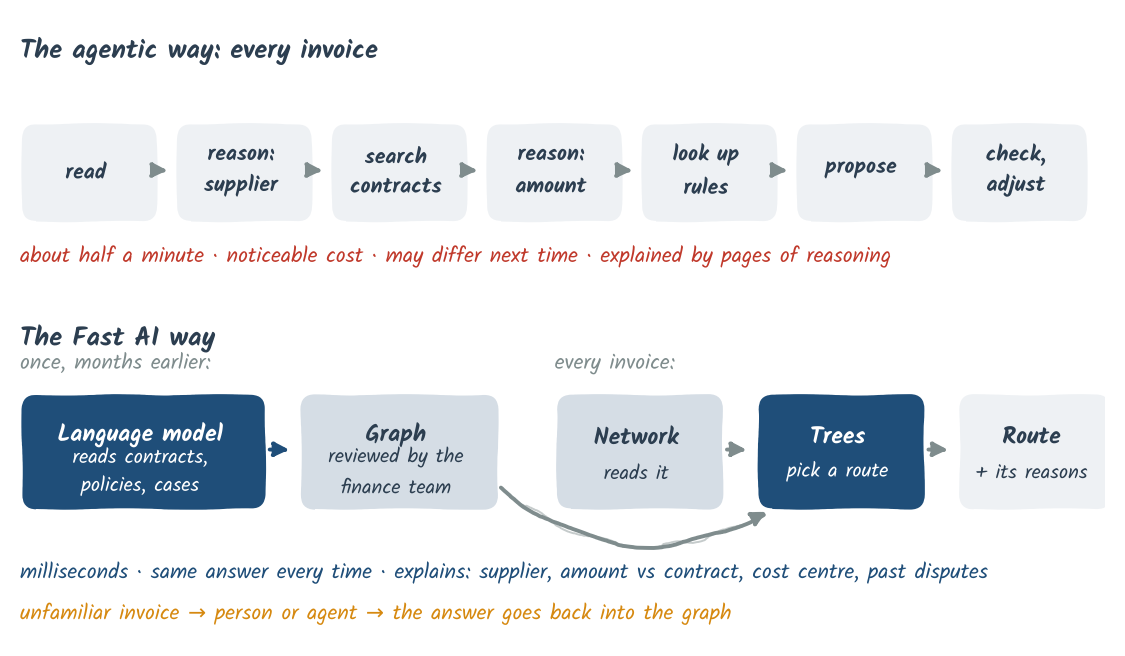 The agentic way: every invoice
read
reason:
supplier
search
contracts
reason:
amount
look up
rules
propose
check,
adjust
about half a minute · noticeable cost · may differ next time · explained by pages of reasoning
The Fast AI way
once, months earlier:
every invoice:
Language model
reads contracts,
policies, cases
Graph
reviewed by the
finance team
Network
reads it
Trees
pick a route
Route
+ its reasons
milliseconds · same answer every time · explains: supplier, amount vs contract, cost centre, past disputes
unfamiliar invoice → person or agent → the answer goes back into the graph